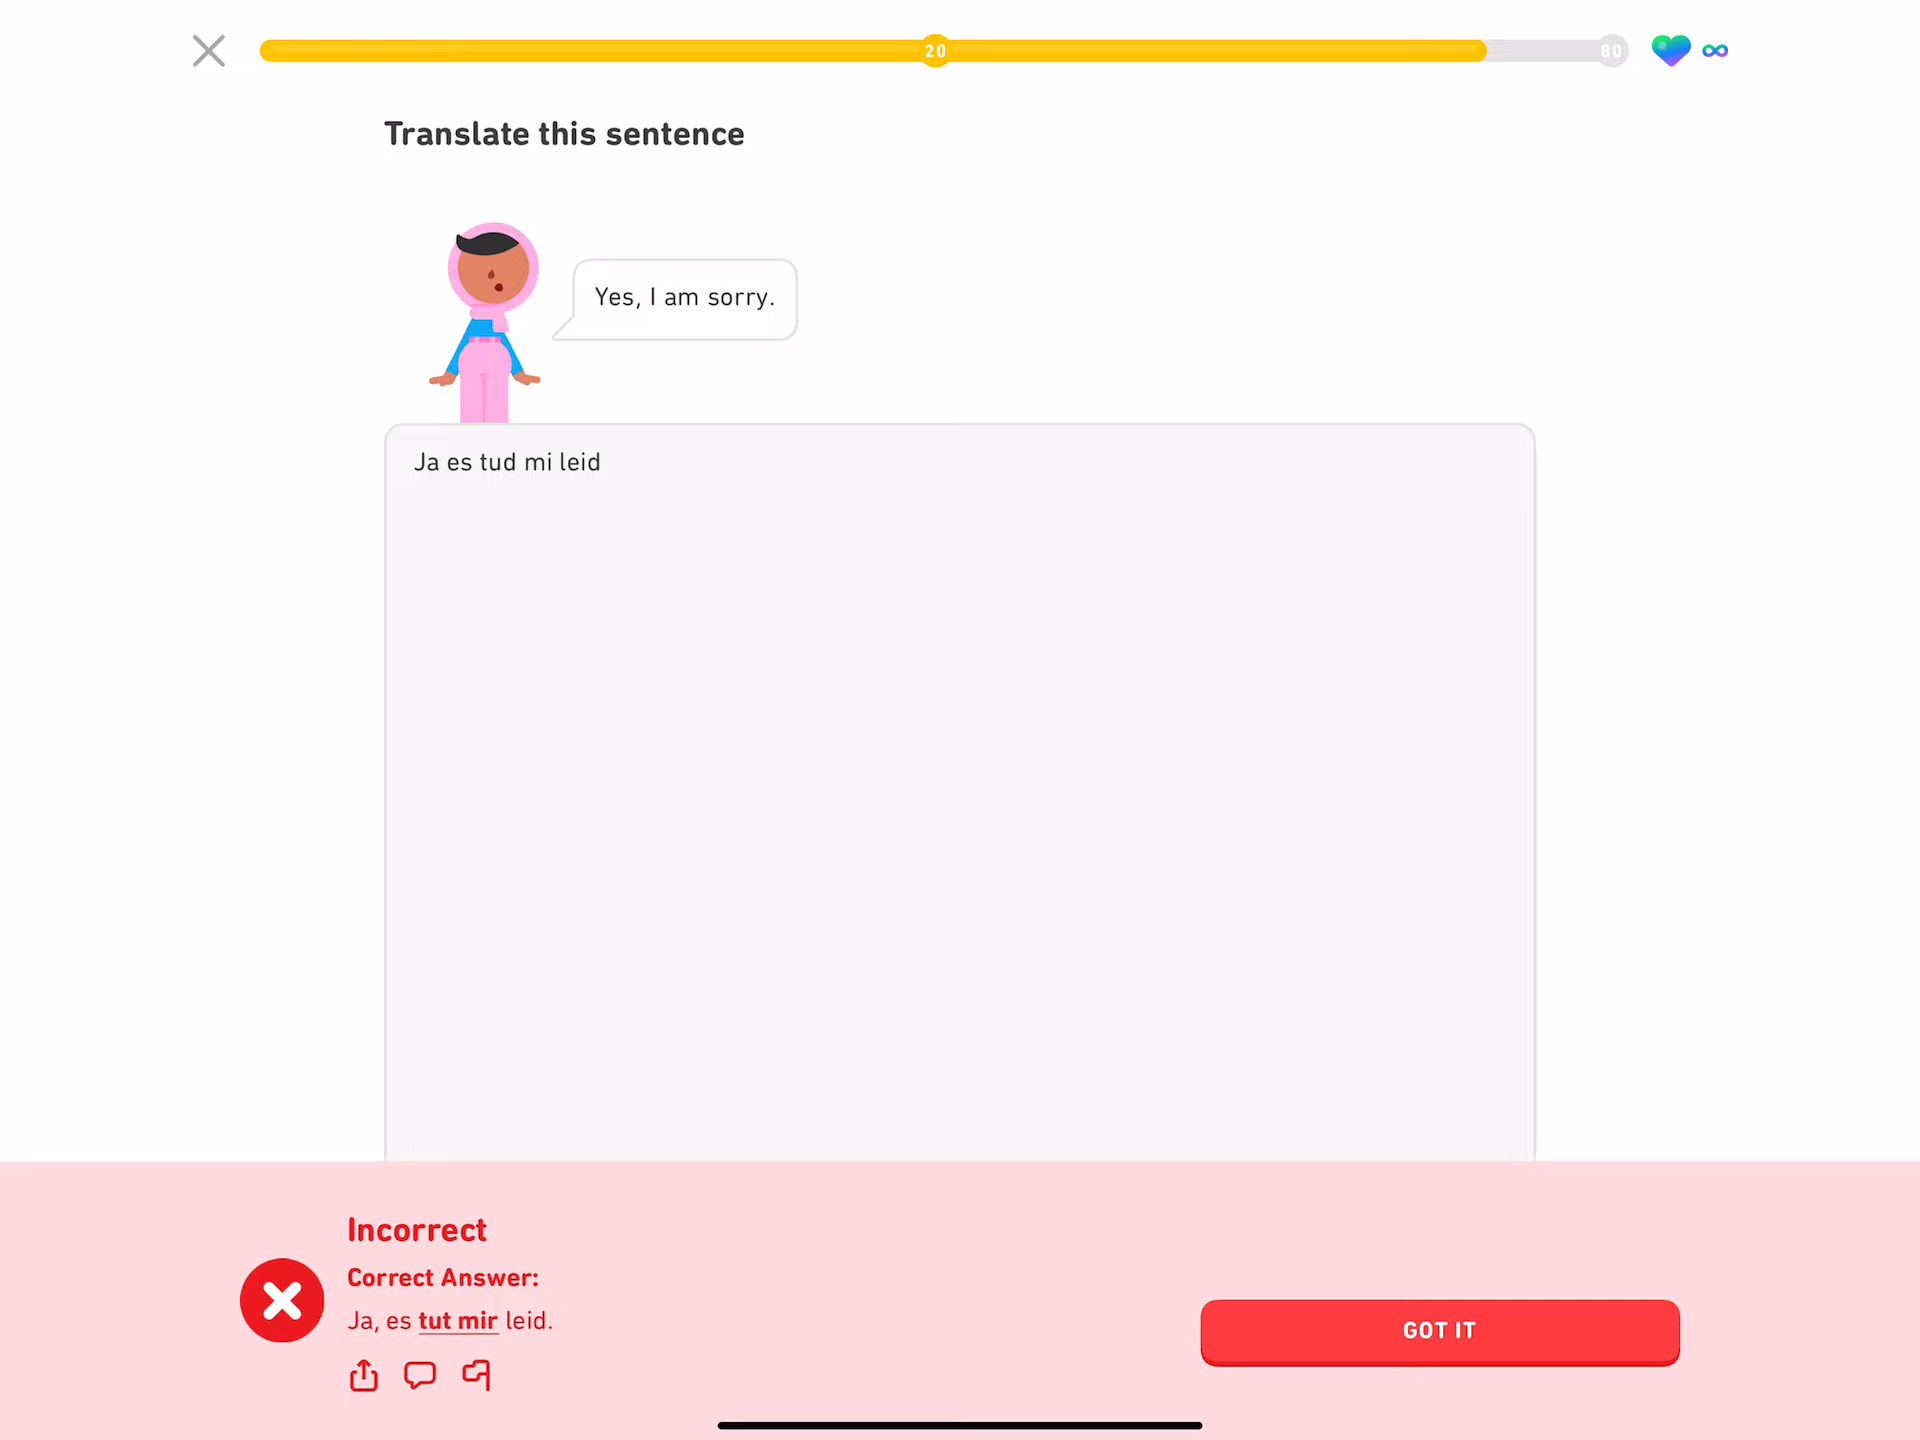 20
80
Translate this sentence
Yes, I am sorry.
Ja es tud mi leid
Incorrect
Correct Answer:
Ja, es tut mir leid.
GOT IT